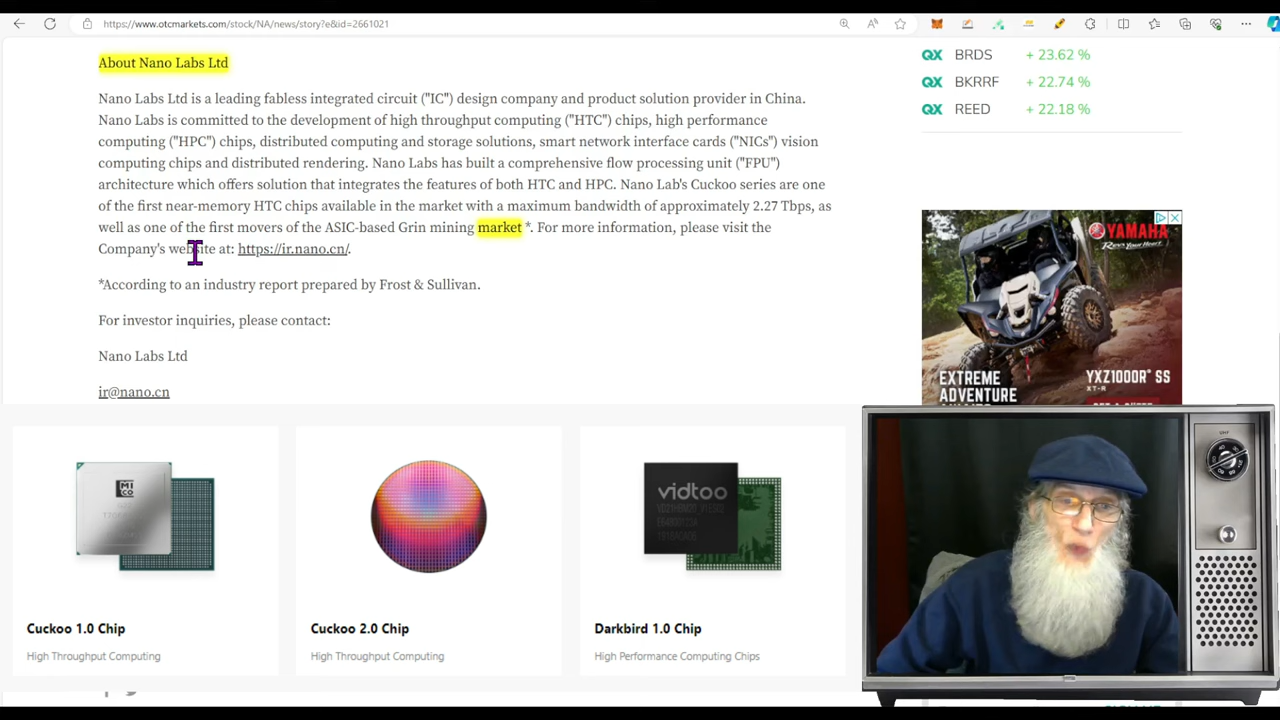 https://www.otcmarkets.com/stock/NA/news/story?e&id=2661021
About Nano Labs Ltd
Nano Labs Ltd is a leading fabless integrated circuit ("IC") design company and product solution provider in China.
Nano Labs is committed to the development of high throughput computing ("HTC") chips, high performance
computing ("HPC") chips, distributed computing and storage solutions, smart network interface cards ("NICs") vision
computing chips and distributed rendering. Nano Labs has built a comprehensive flow processing unit ("FPU")
architecture which offers solution that integrates the features of both HTC and HPC. Nano Lab's Cuckoo series are one
of the first near-memory HTC chips available in the market with a maximum bandwidth of approximately 2.27 Tbps, as
well as one of the first movers of the ASIC-based Grin mining market *. For more information, please visit the
Company's website at: https://ir.nano.cn/.
*According to an industry report prepared by Frost & Sullivan.
For investor inquiries, please contact:
Nano Labs Ltd
ir@nano.cn
QX BRDS + 23.62 %
QX BKRRF + 22.74 %
QX REED + 22.18 %
YAMAHA
Revs Your Heart
EXTREME
ADVENTURE
YXZ1000R® SS
XT-R
vidtoo
Cuckoo 1.0 Chip
High Throughput Computing
Cuckoo 2.0 Chip
High Throughput Computing
Darkbird 1.0 Chip
High Performance Computing Chips
UHF